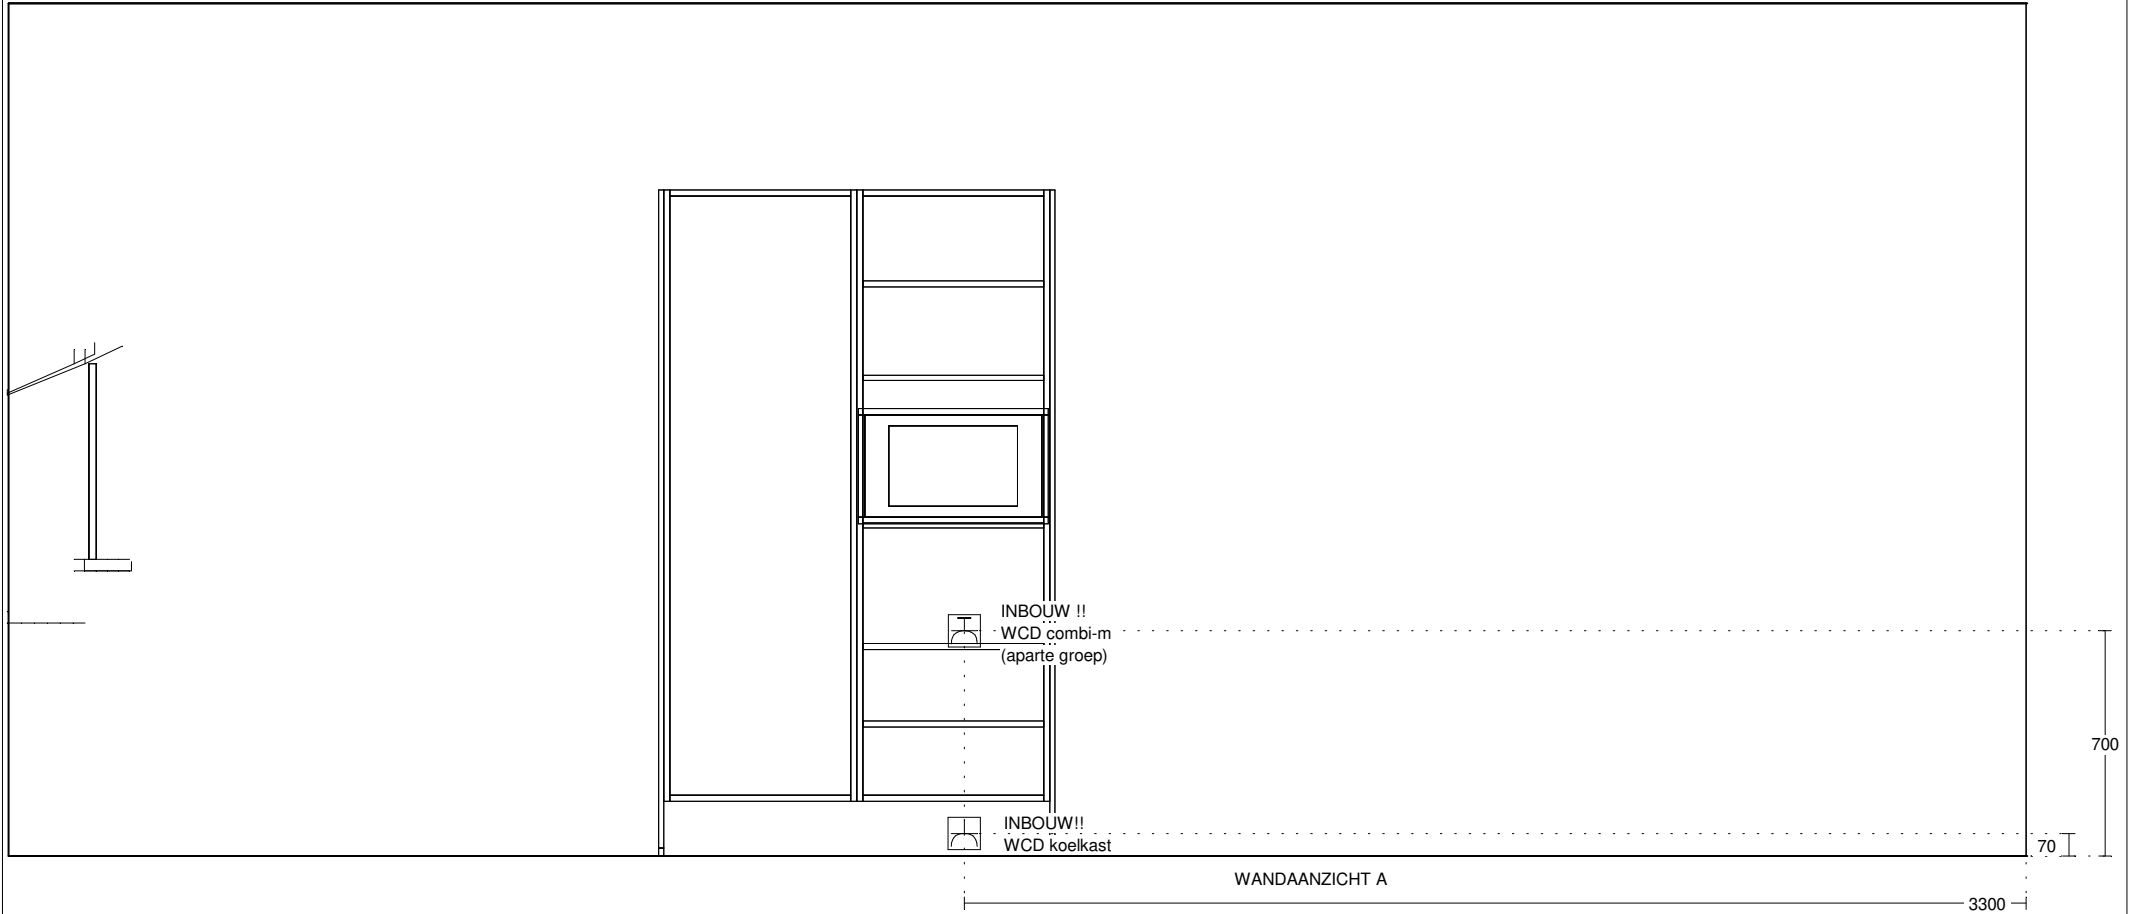 INBOUW !!
WCD combi-m
(aparte groep)
700
INBOUW!!
WCD koelkast
70
WANDAANZICHT A
3300